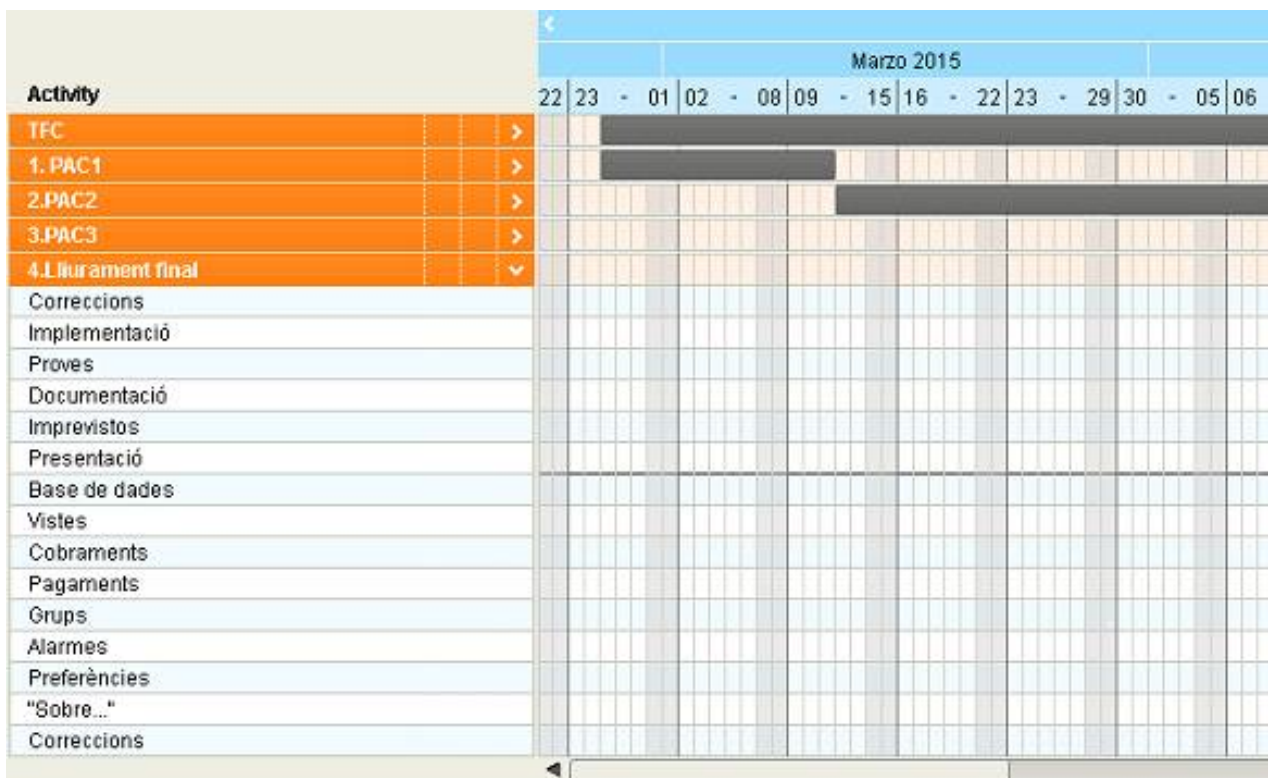 Marzo 2015
Activity 22 23 - 01 02 - 08 09 - 15 16 - 22 23 - 29 30 - 05 06
TFC
1. PAC1
2.PAC2
3.PAC3
4.Lliurament final
Correccions
Implementació
Proves
Documentació
Imprevistos
Presentació
Base de dades
Vistes
Cobraments
Pagaments
Grups
Alarmes
Preferències
"Sobre..."
Correccions